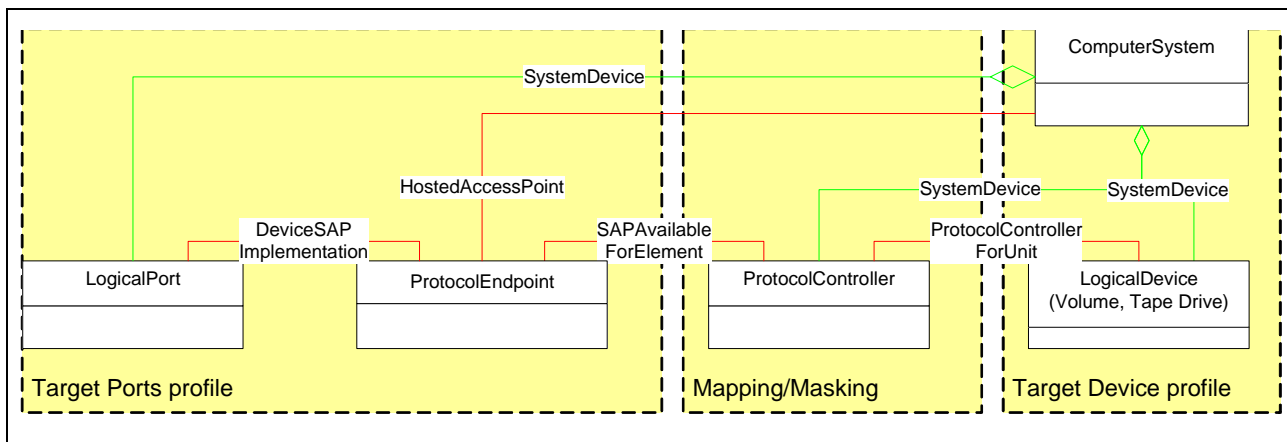 ComputerSystem
SystemDevice
HostedAccessPoint
SystemDevice
SystemDevice
DeviceSAP
Implementation
SAPAvailable
ForElement
ProtocolController
ForUnit
LogicalPort
ProtocolEndpoint
ProtocolController
LogicalDevice
(Volume, Tape Drive)
Target Ports profile
Mapping/Masking
Target Device profile